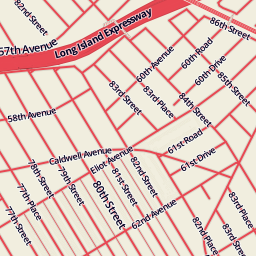 82nd Street
Long Island Expressway
86th Street
57th Avenue
60th Avenue
60th Road
60th Drive
85th Street
83rd Street
83rd Place
84th Street
58th Avenue
61st Road
Caldwell Avenue
Eliot Avenue
82nd Street
61st Drive
78th Street
79th Street
81st Street
80th Street
77th Place
77th Street
62nd Avenue
82nd Place
83rd Place
83rd Street